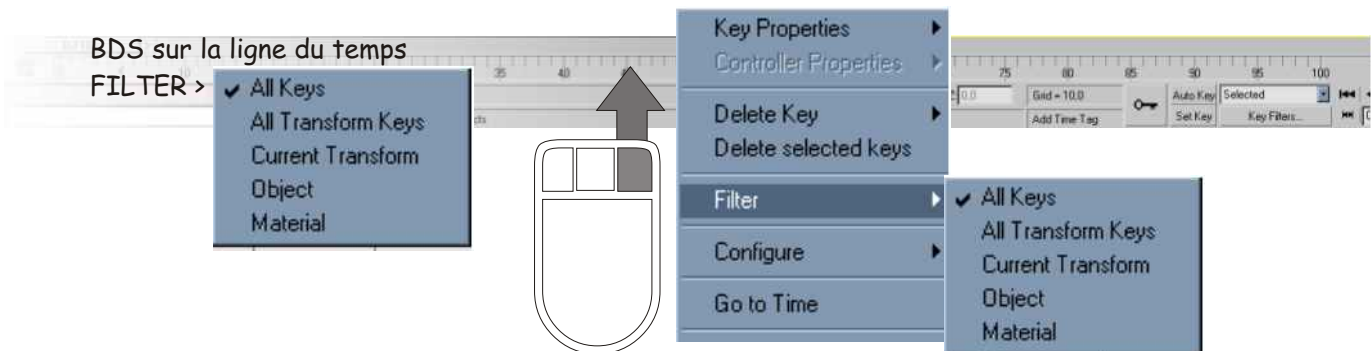 BDS sur la ligne du temps
FILTER >
All Keys
All Transform Keys
Current Transform
Object
Material
35
40
Key Properties
Controller Properties
Delete Key
Delete selected keys
Filter
Configure
Go to Time
All Keys
All Transform Keys
Current Transform
Object
Material
75 80 85 90 95 100
0.0 Grid = 10.0 Auto Key Selected
Add Time Tag Set Key Key Filters...